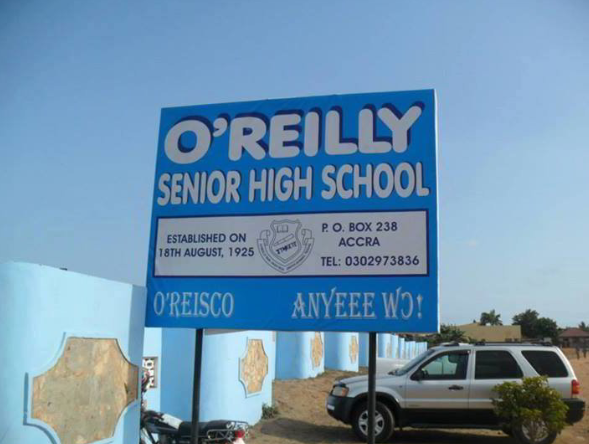 O'REILLY
SENIOR HIGH SCHOOL
ESTABLISHED ON
18TH AUGUST, 1925
P. O. BOX 238
ACCRA
TEL: 0302973836
O'REISCO
ANYEEE WƆ!